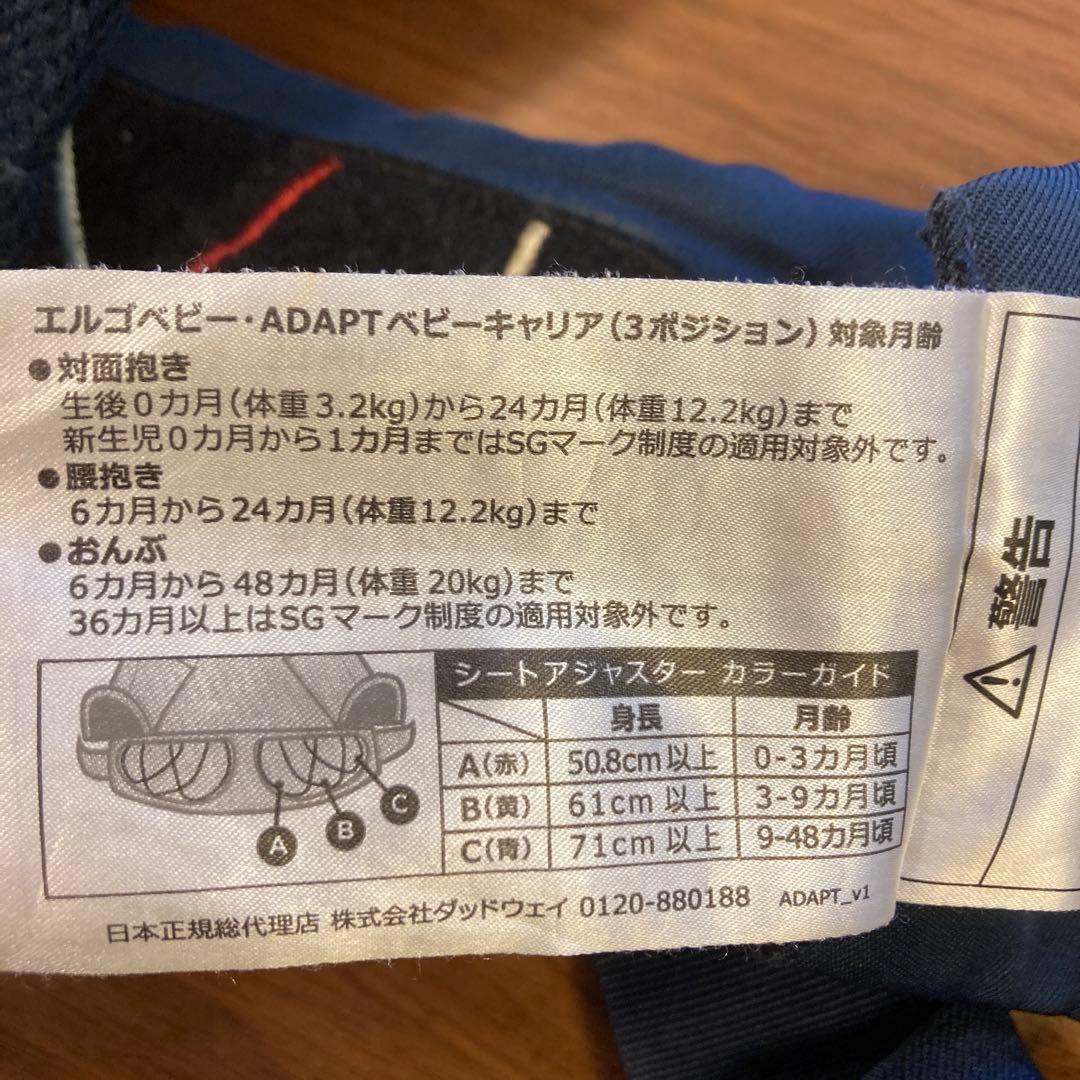 エルゴベビー・ADAPTベビーキャリア(3ポジション) 対象月齢
●対面抱き
生後0カ月(体重3.2kg)から24カ月(体重12.2kg)まで
新生児0カ月から1カ月まではSGマーク制度の適用対象外です。
●腰抱き
6カ月から24カ月(体重12.2kg)まで
●おんぶ
6カ月から48カ月(体重20kg)まで
36カ月以上はSGマーク制度の適用対象外です。
シートアジャスター カラーガイド
身長 月齢
A(赤) 50.8cm以上 0-3カ月頃
B(黄) 61cm以上 3-9カ月頃
C(青) 71cm以上 9-48カ月頃
A
B
C
日本正規総代理店 株式会社ダッドウェイ 0120-880188 ADAPT_v1
警告